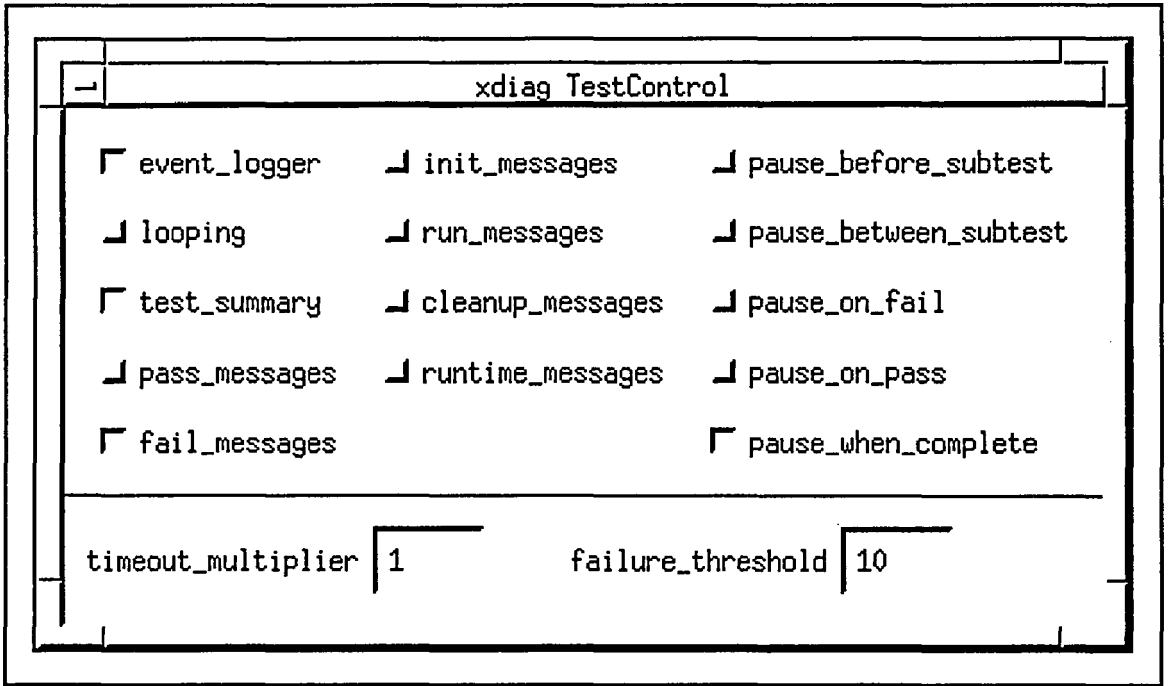 xdiag TestControl
event_logger init_messages pause_before_subtest
looping run_messages pause_between_subtest
test_summary cleanup_messages pause_on_fail
pass_messages runtime_messages pause_on_pass
fail_messages pause_when_complete
timeout_multiplier 1 failure_threshold 10